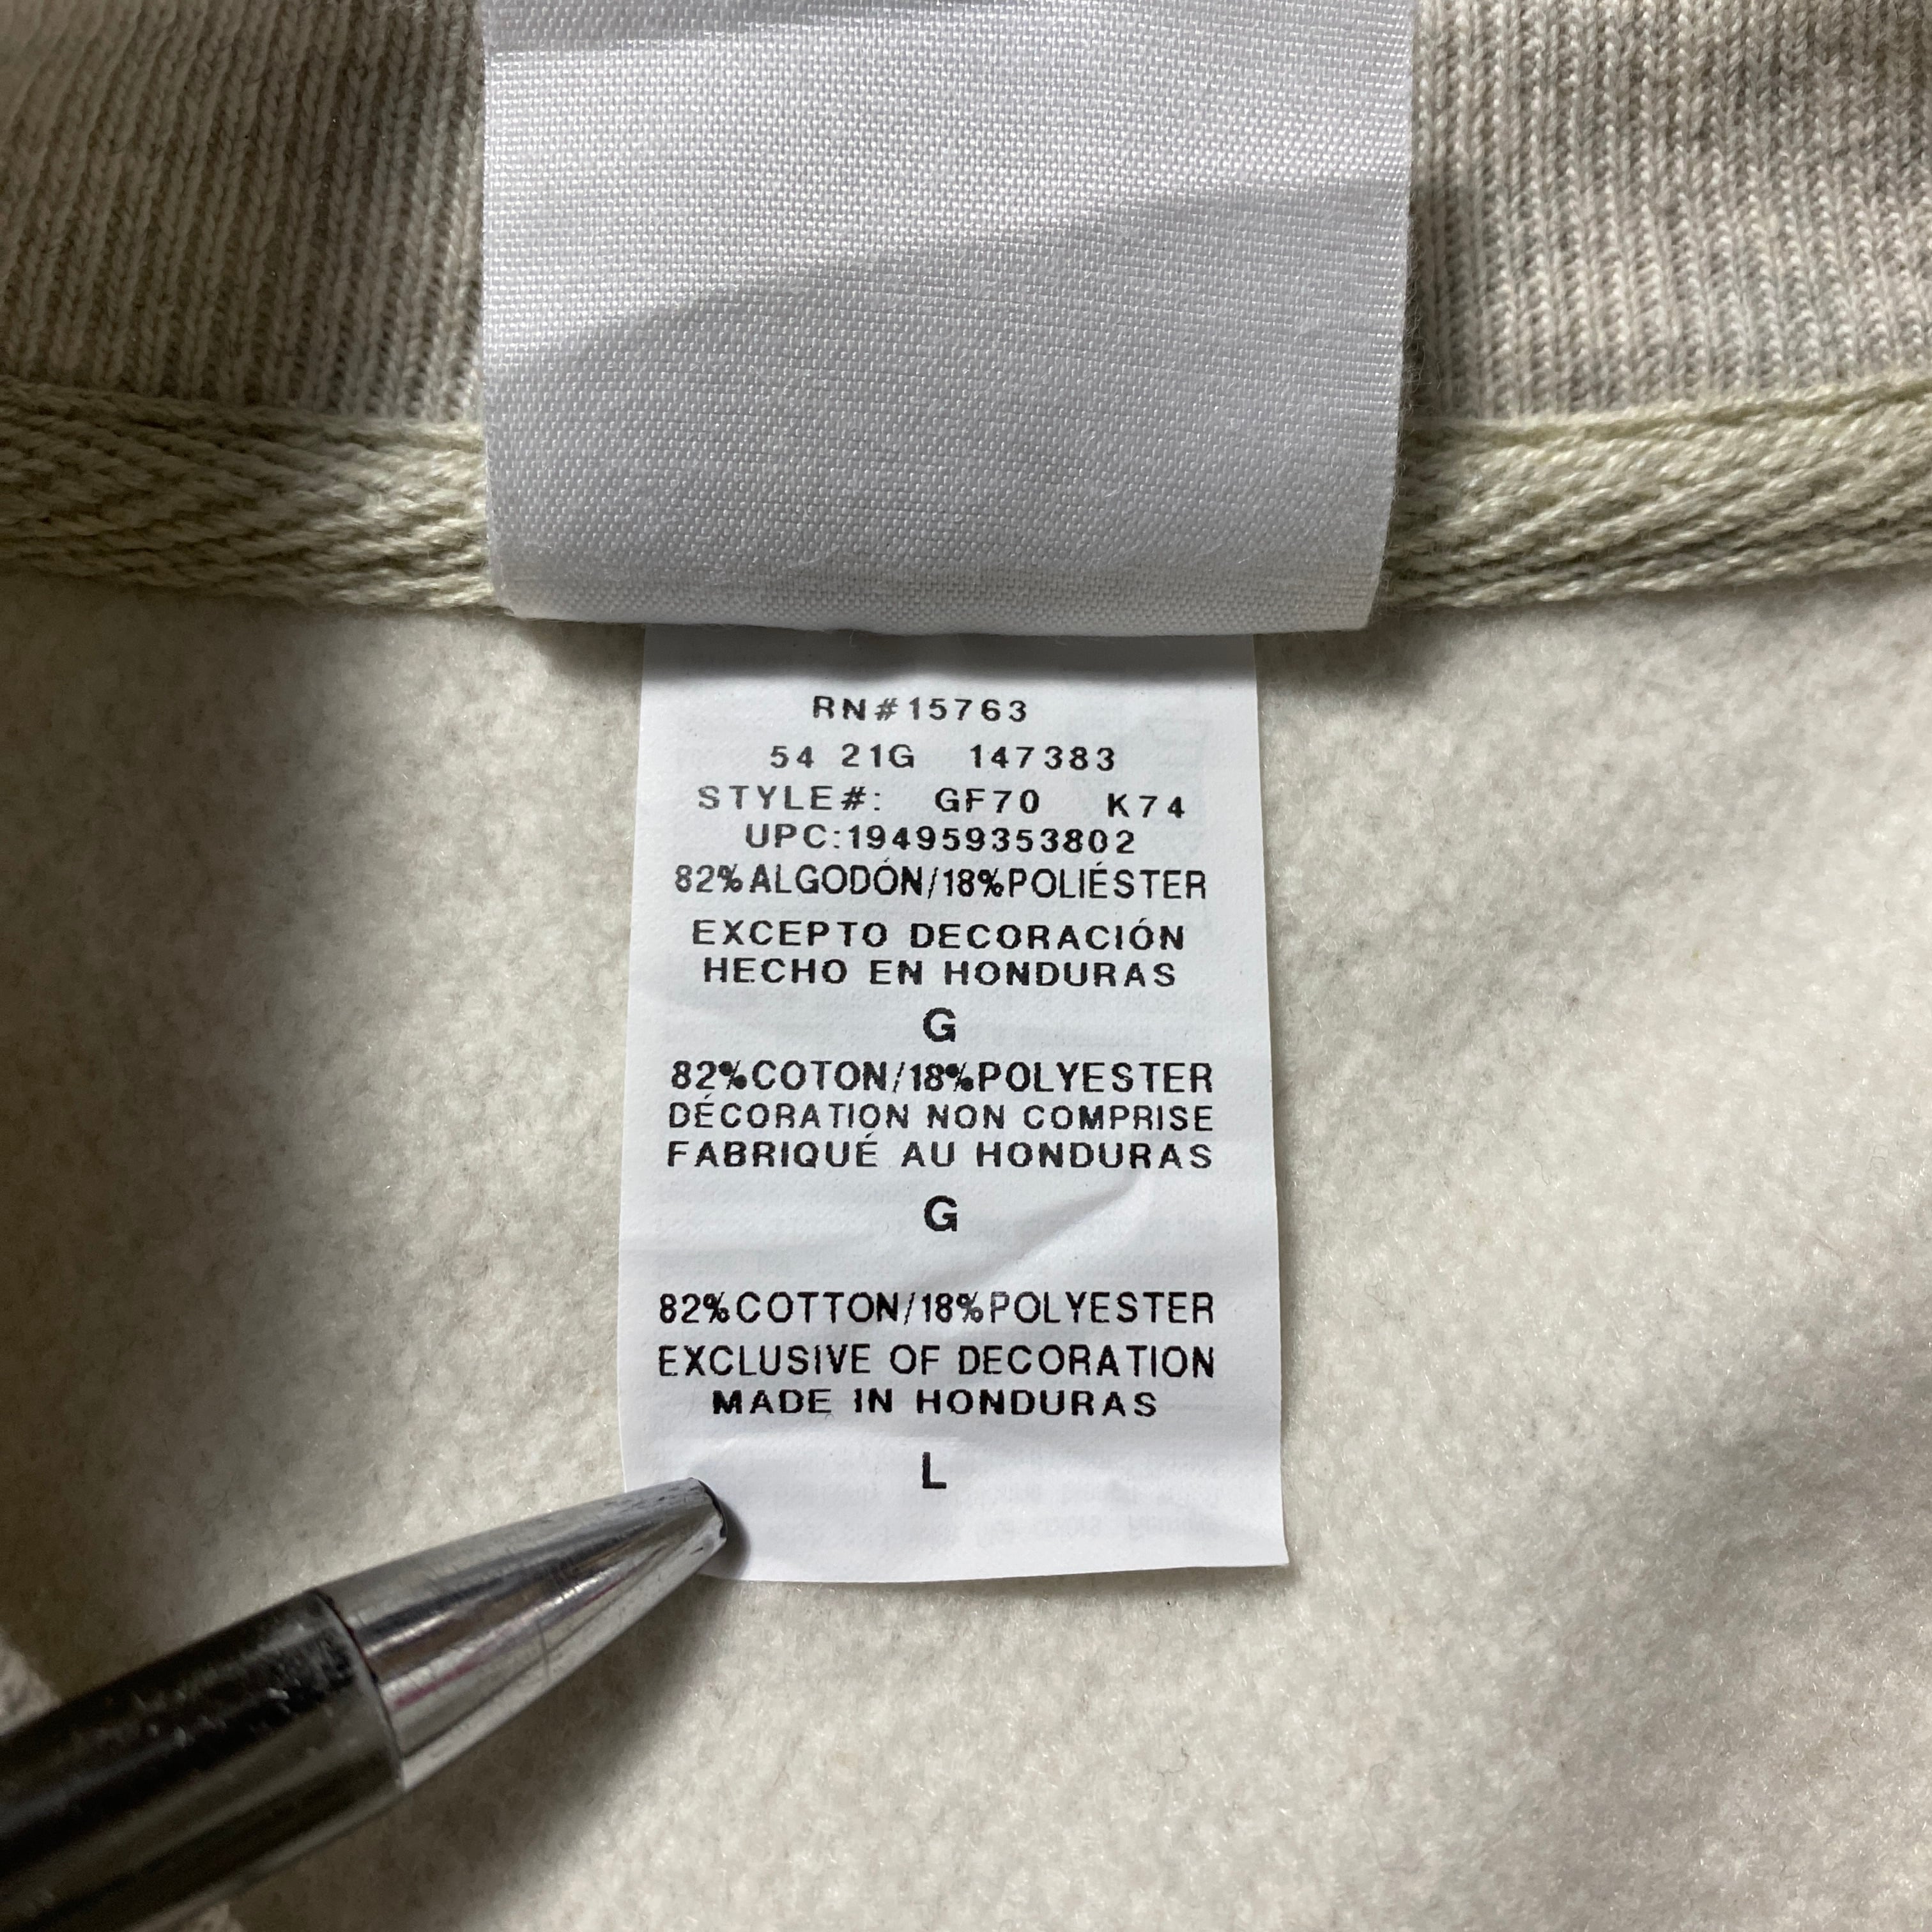 RN#15763
54 21G 147383
STYLE#: GF70 K74
UPC:194959353802
82%ALGODÓN/18%POLIÉSTER
EXCEPTO DECORACIÓN
HECHO EN HONDURAS
G
82%COTON/18%POLYESTER
DÉCORATION NON COMPRISE
FABRIQUÉ AU HONDURAS
G
82%COTTON/18%POLYESTER
EXCLUSIVE OF DECORATION
MADE IN HONDURAS
L